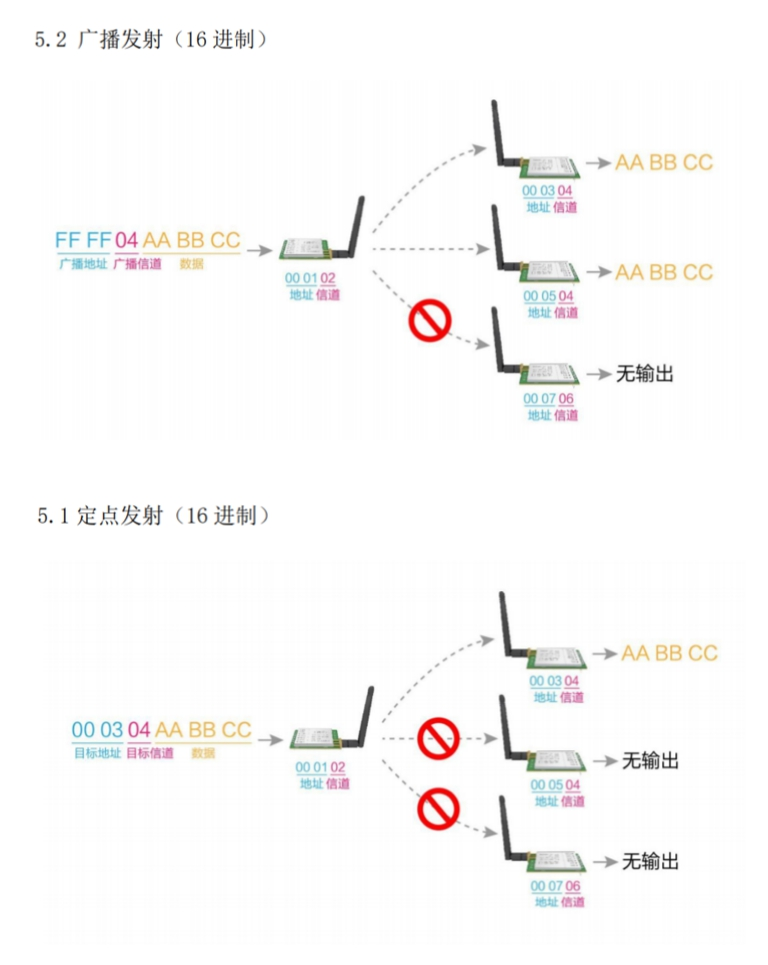 5.2 广播发射（16 进制）
AA BB CC
00 03 04
地址 信道
FF FF 04 AA BB CC
广播地址 广播信道 数据
00 01 02
地址 信道
AA BB CC
00 05 04
地址 信道
无输出
00 07 06
地址 信道
5.1 定点发射（16 进制）
AA BB CC
00 03 04
地址 信道
00 03 04 AA BB CC
目标地址 目标信道 数据
00 01 02
地址 信道
无输出
00 05 04
地址 信道
无输出
00 07 06
地址 信道